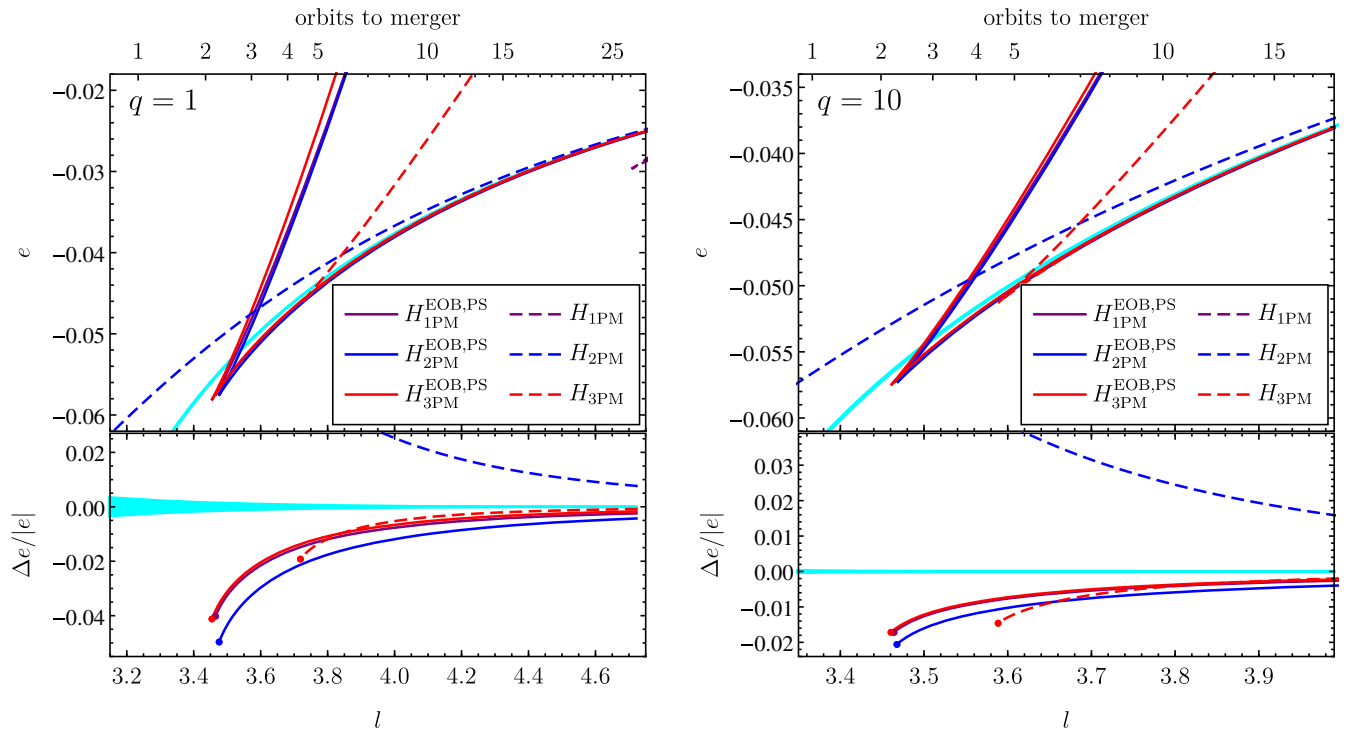 orbits to merger
1 2 3 4 5 10 15 25
q = 1
e
−0.02
−0.03
−0.04
−0.05
−0.06
H_{1PM}^{EOB,PS} H_{1PM}
H_{2PM}^{EOB,PS} H_{2PM}
H_{3PM}^{EOB,PS} H_{3PM}
Δe/|e|
0.02
0.00
−0.02
−0.04
3.2 3.4 3.6 3.8 4.0 4.2 4.4 4.6
l
orbits to merger
1 2 3 4 5 10 15
q = 10
e
−0.035
−0.040
−0.045
−0.050
−0.055
−0.060
H_{1PM}^{EOB,PS} H_{1PM}
H_{2PM}^{EOB,PS} H_{2PM}
H_{3PM}^{EOB,PS} H_{3PM}
Δe/|e|
0.03
0.02
0.01
0.00
−0.01
−0.02
3.4 3.5 3.6 3.7 3.8 3.9
l